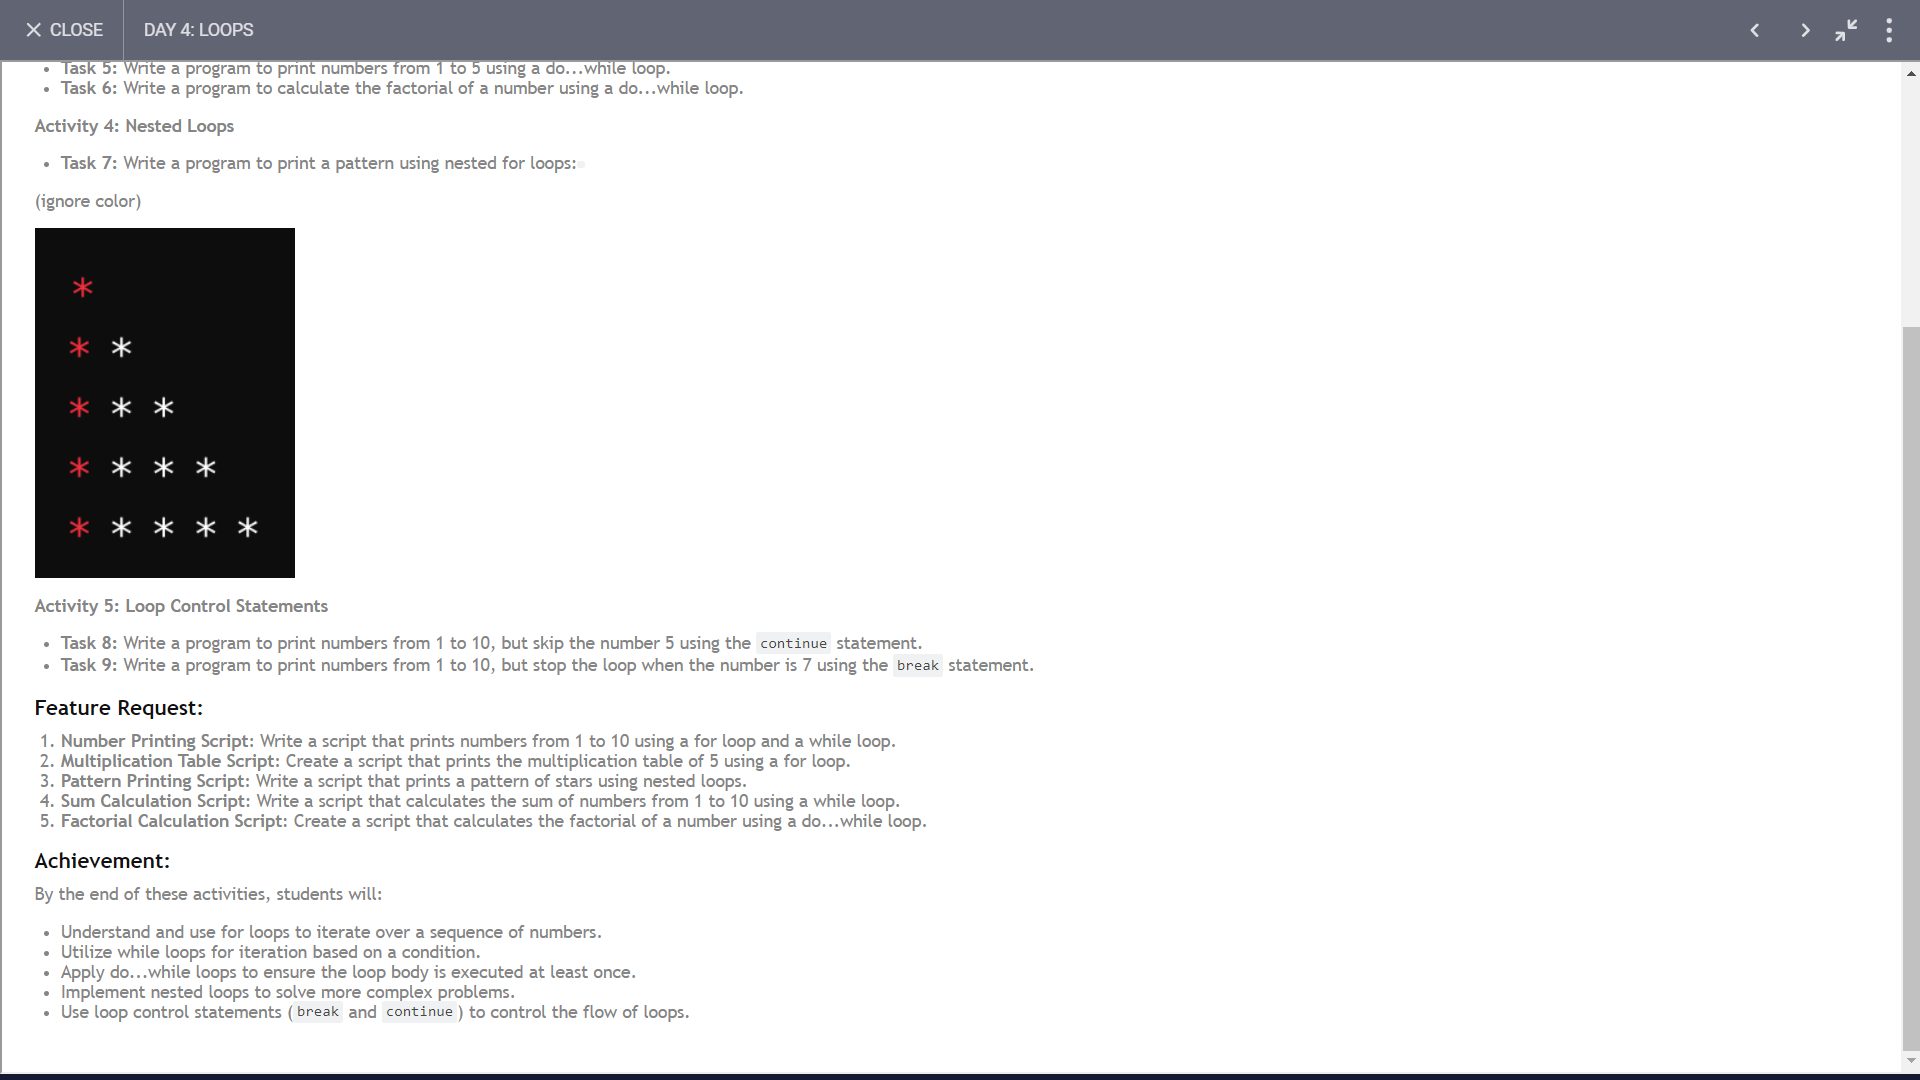 CLOSE DAY 4: LOOPS
• Task 5: Write a program to print numbers from 1 to 5 using a do...while loop.
• Task 6: Write a program to calculate the factorial of a number using a do...while loop.
Activity 4: Nested Loops
• Task 7: Write a program to print a pattern using nested for loops:
(ignore color)
*
* *
* * *
* * * *
* * * * *
Activity 5: Loop Control Statements
• Task 8: Write a program to print numbers from 1 to 10, but skip the number 5 using the continue statement.
• Task 9: Write a program to print numbers from 1 to 10, but stop the loop when the number is 7 using the break statement.
Feature Request:
1. Number Printing Script: Write a script that prints numbers from 1 to 10 using a for loop and a while loop.
2. Multiplication Table Script: Create a script that prints the multiplication table of 5 using a for loop.
3. Pattern Printing Script: Write a script that prints a pattern of stars using nested loops.
4. Sum Calculation Script: Write a script that calculates the sum of numbers from 1 to 10 using a while loop.
5. Factorial Calculation Script: Create a script that calculates the factorial of a number using a do...while loop.
Achievement:
By the end of these activities, students will:
• Understand and use for loops to iterate over a sequence of numbers.
• Utilize while loops for iteration based on a condition.
• Apply do...while loops to ensure the loop body is executed at least once.
• Implement nested loops to solve more complex problems.
• Use loop control statements (break and continue) to control the flow of loops.